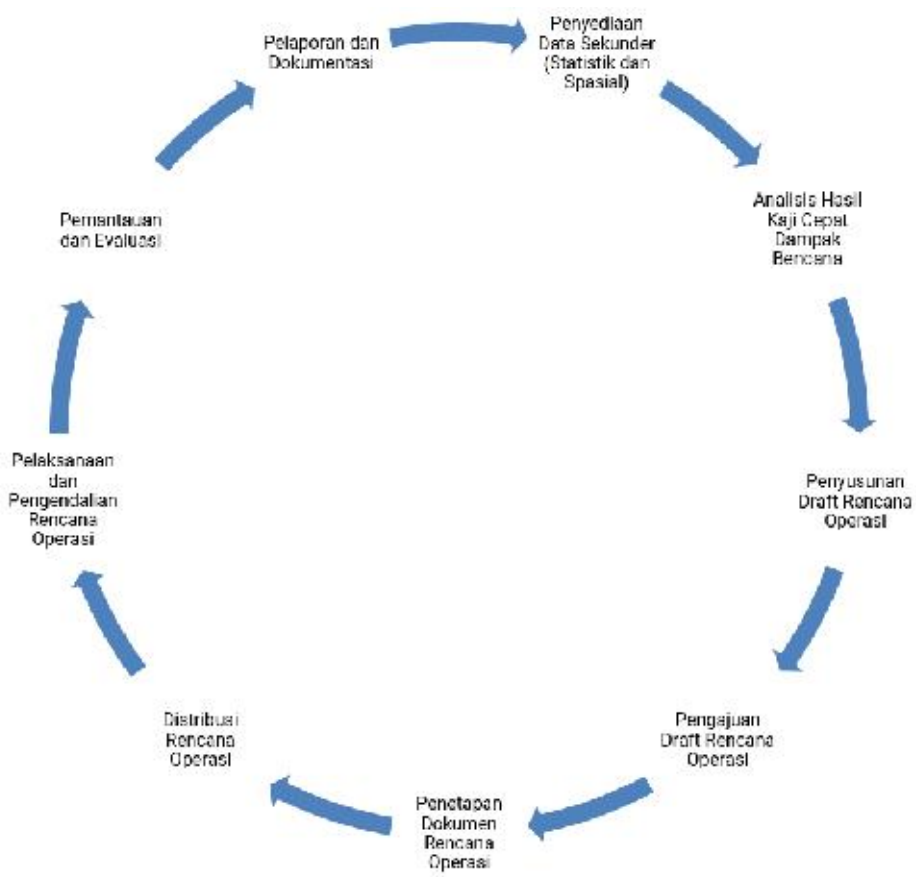 Penyediaan
Data Sekunder
(Statistik dan
Spasial)
Analisis Hasil
Kaji Cepat
Dampak
Bencana
Penyusunan
Draft Rencana
Operasi
Pengajuan
Draft Rencana
Operasi
Penetapan
Dokumen
Rencana
Operasi
Distribusi
Rencana
Operasi
Pelaksanaan
dan
Pengendalian
Rencana
Operasi
Pemantauan
dan Evaluasi
Pelaporan dan
Dokumentasi